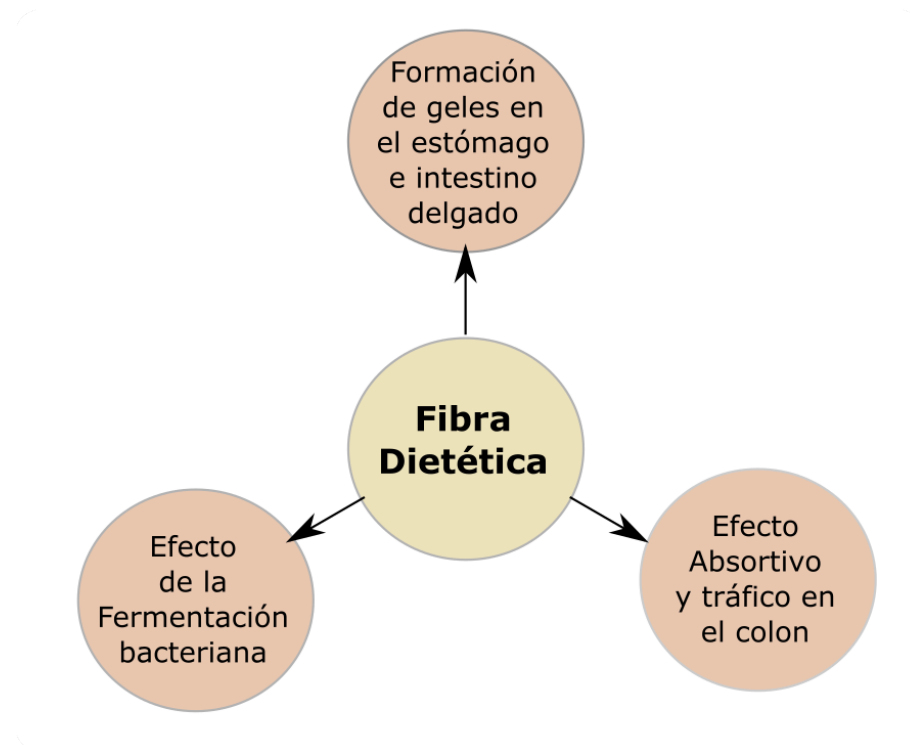 Formación
de geles en
el estómago
e intestino
delgado
Fibra
Dietética
Efecto
de la
Fermentación
bacteriana
Efecto
Absortivo
y tráfico en
el colon